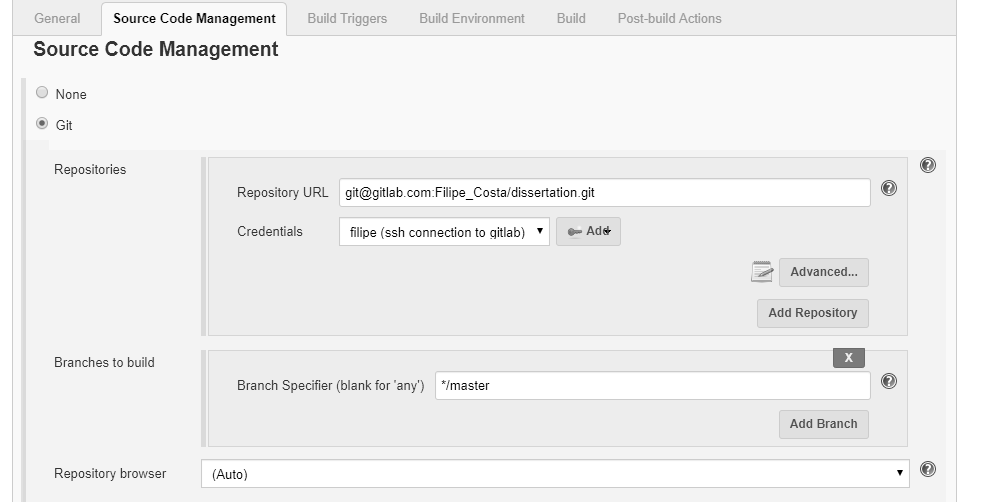 General Source Code Management Build Triggers Build Environment Build Post-build Actions
Source Code Management
None
Git
Repositories
Repository URL git@gitlab.com:Filipe_Costa/dissertation.git
Credentials filipe (ssh connection to gitlab) Add
Advanced...
Add Repository
Branches to build
X
Branch Specifier (blank for 'any') */master
Add Branch
Repository browser (Auto)